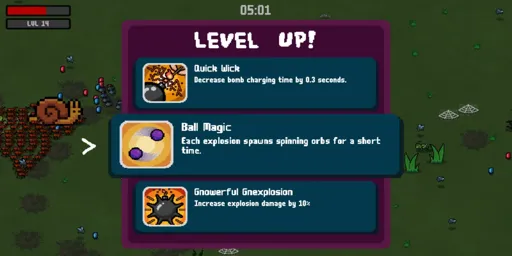 05:01
LVL 14
LEVEL UP!
Quick Wick
Decrease bomb charging time by 0.3 seconds.
>
Ball Magic
Each explosion spawns spinning orbs for a short
time.
Gnowerful Gnexplosion
Increase explosion damage by 10%